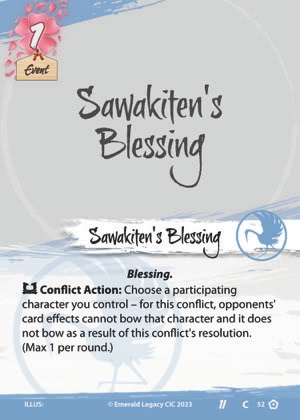 1
Event
Sawakiten's
Blessing
Sawakiten's Blessing
Blessing.
Conflict Action: Choose a participating
character you control – for this conflict, opponents'
card effects cannot bow that character and it does
not bow as a result of this conflict's resolution.
(Max 1 per round.)
ILLUS: © Emerald Legacy CIC 2023 C 52